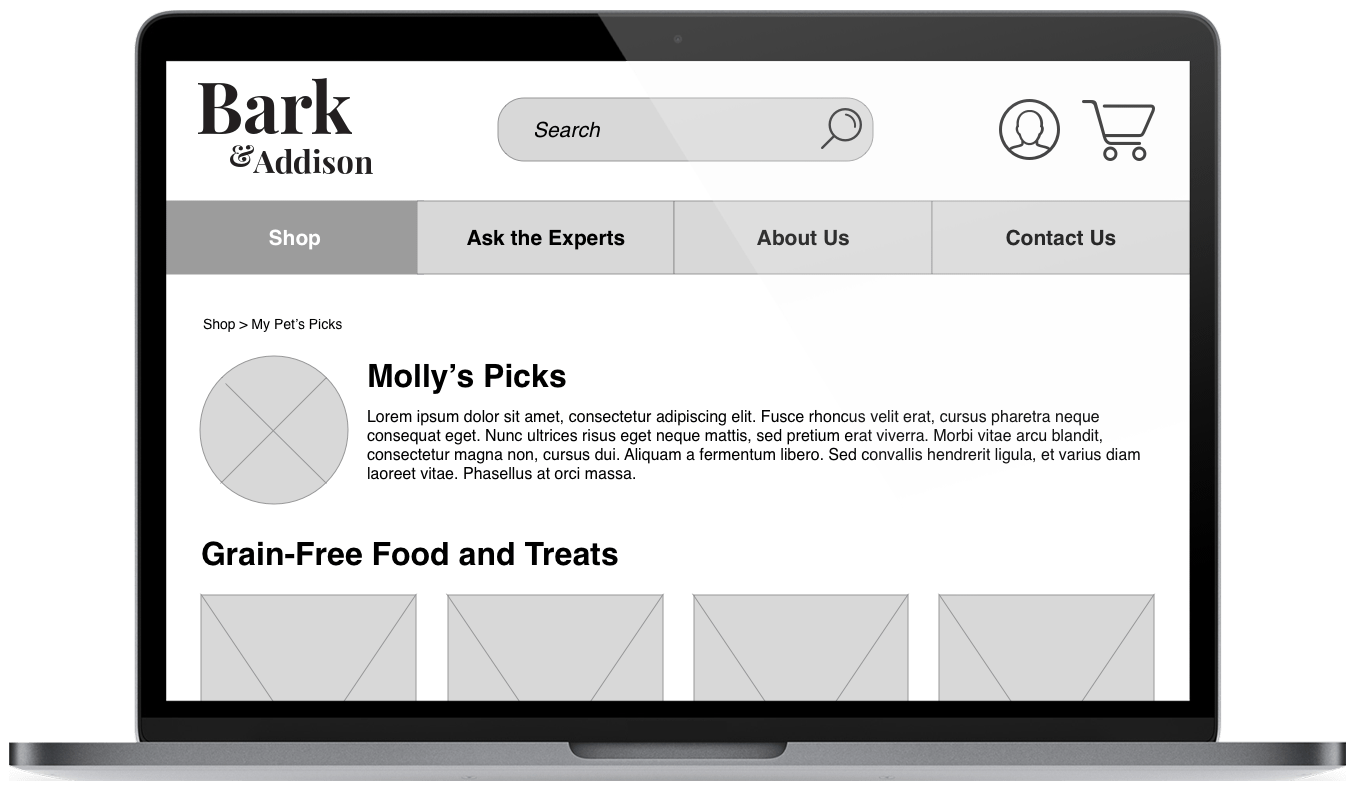 Bark
&Addison
Search
Shop
Ask the Experts
About Us
Contact Us
Shop > My Pet’s Picks
Molly’s Picks
Lorem ipsum dolor sit amet, consectetur adipiscing elit. Fusce rhoncus velit erat, cursus pharetra neque
consequat eget. Nunc ultrices risus eget neque mattis, sed pretium erat viverra. Morbi vitae arcu blandit,
consectetur magna non, cursus dui. Aliquam a fermentum libero. Sed convallis hendrerit ligula, et varius diam
laoreet vitae. Phasellus at orci massa.
Grain-Free Food and Treats